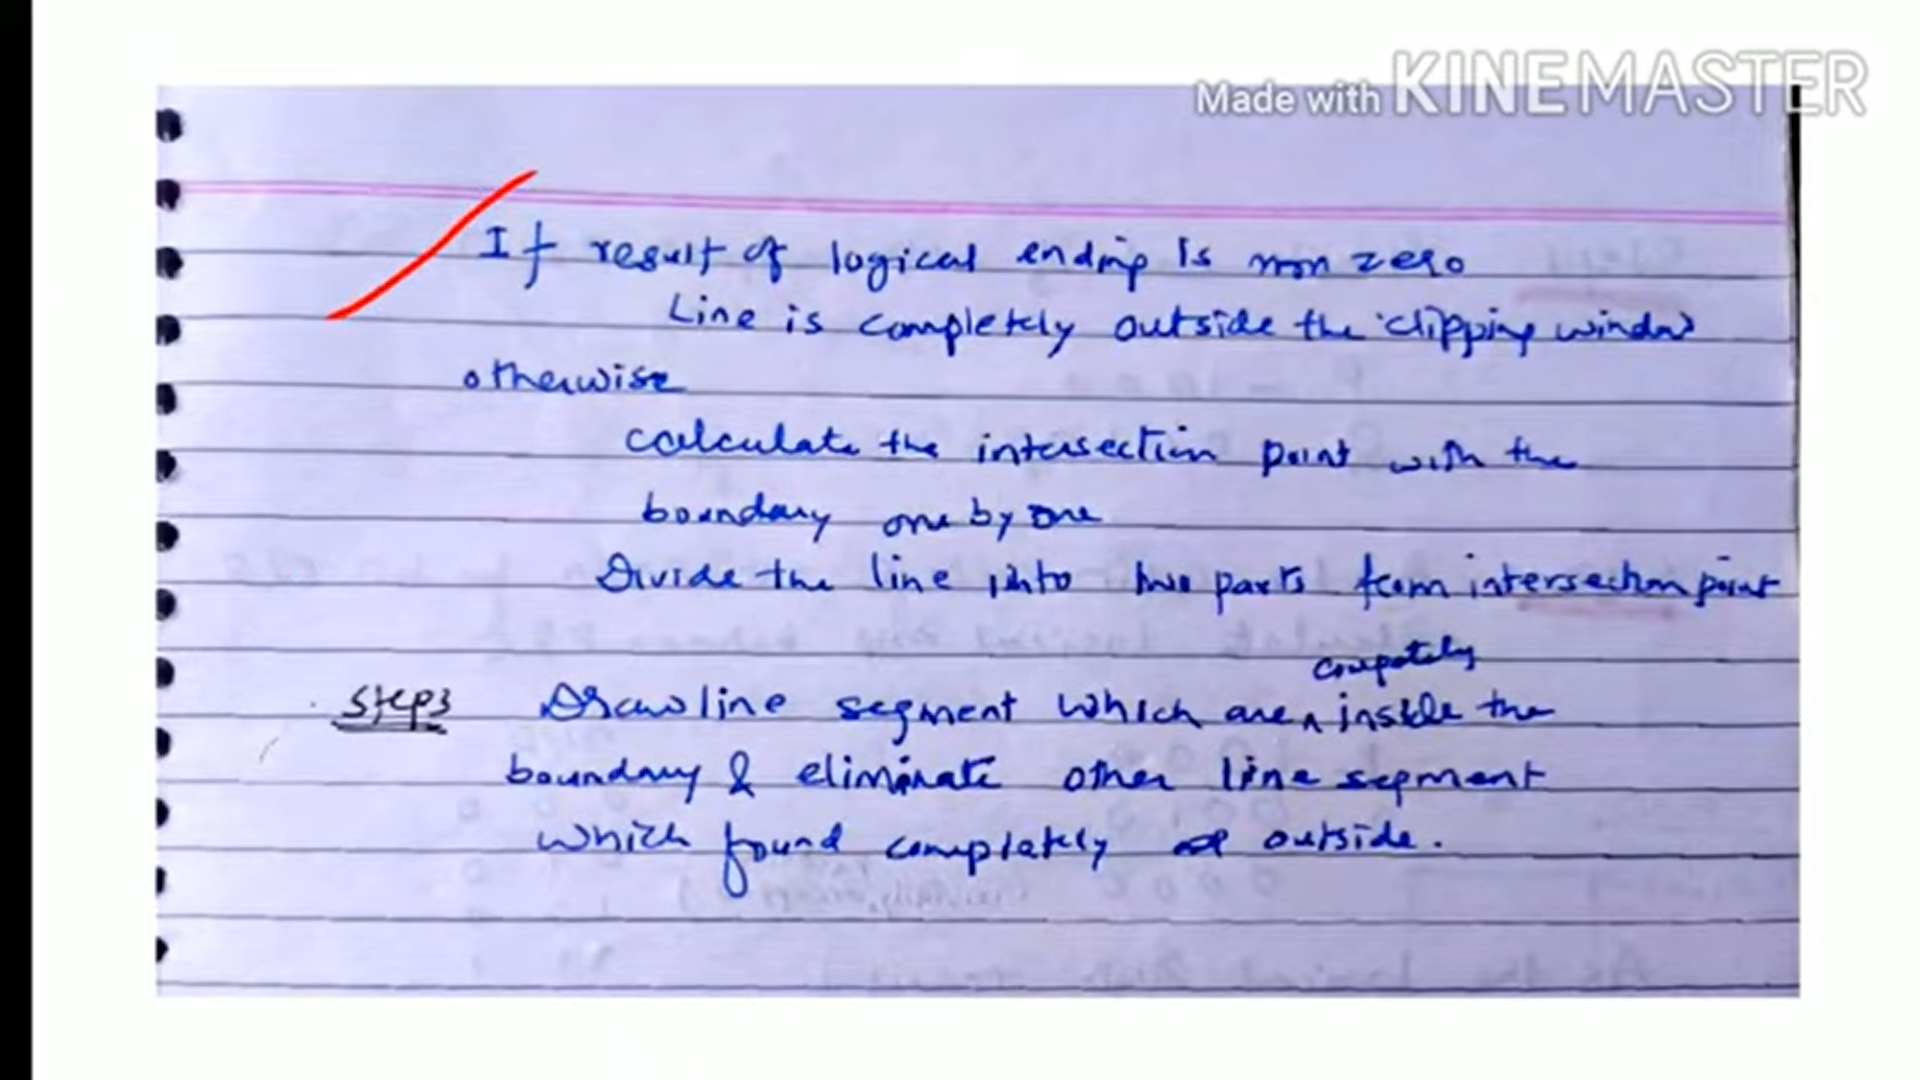 Made with KINEMASTER
If result of logical ending is non zero
Line is completely outside the clipping window
otherwise
calculate the intersection point with the
boundary one by one
Divide the line into two parts from intersection point
completely
Step3 Draw line segment which are ^ inside the
boundary & eliminate other line segment
which found completely outside.